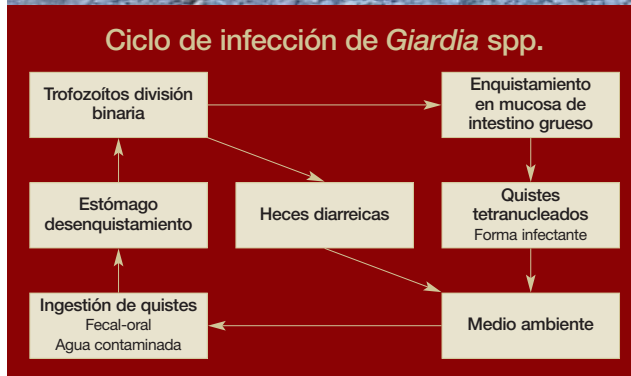 Ciclo de infección de Giardia spp.
Trofozoítos división
binaria
Enquistamiento
en mucosa de
intestino grueso
Estómago
desenquistamiento
Heces diarreicas
Quistes
tetranucleados
Forma infectante
Ingestión de quistes
Fecal-oral
Agua contaminada
Medio ambiente